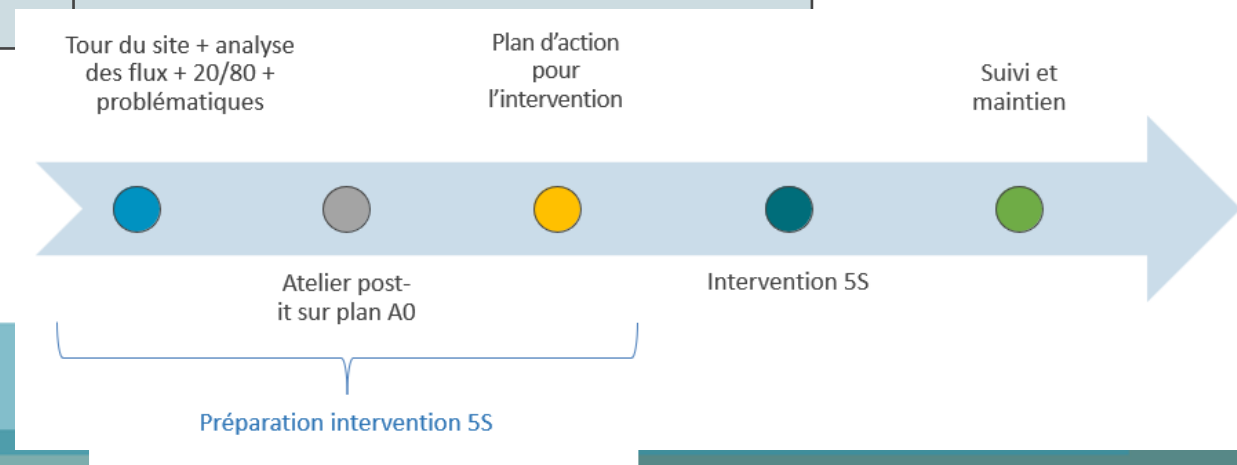 Tour du site + analyse
des flux + 20/80 +
problématiques
Plan d’action
pour
l’intervention
Suivi et
maintien
Atelier post-
it sur plan A0
Intervention 5S
Préparation intervention 5S